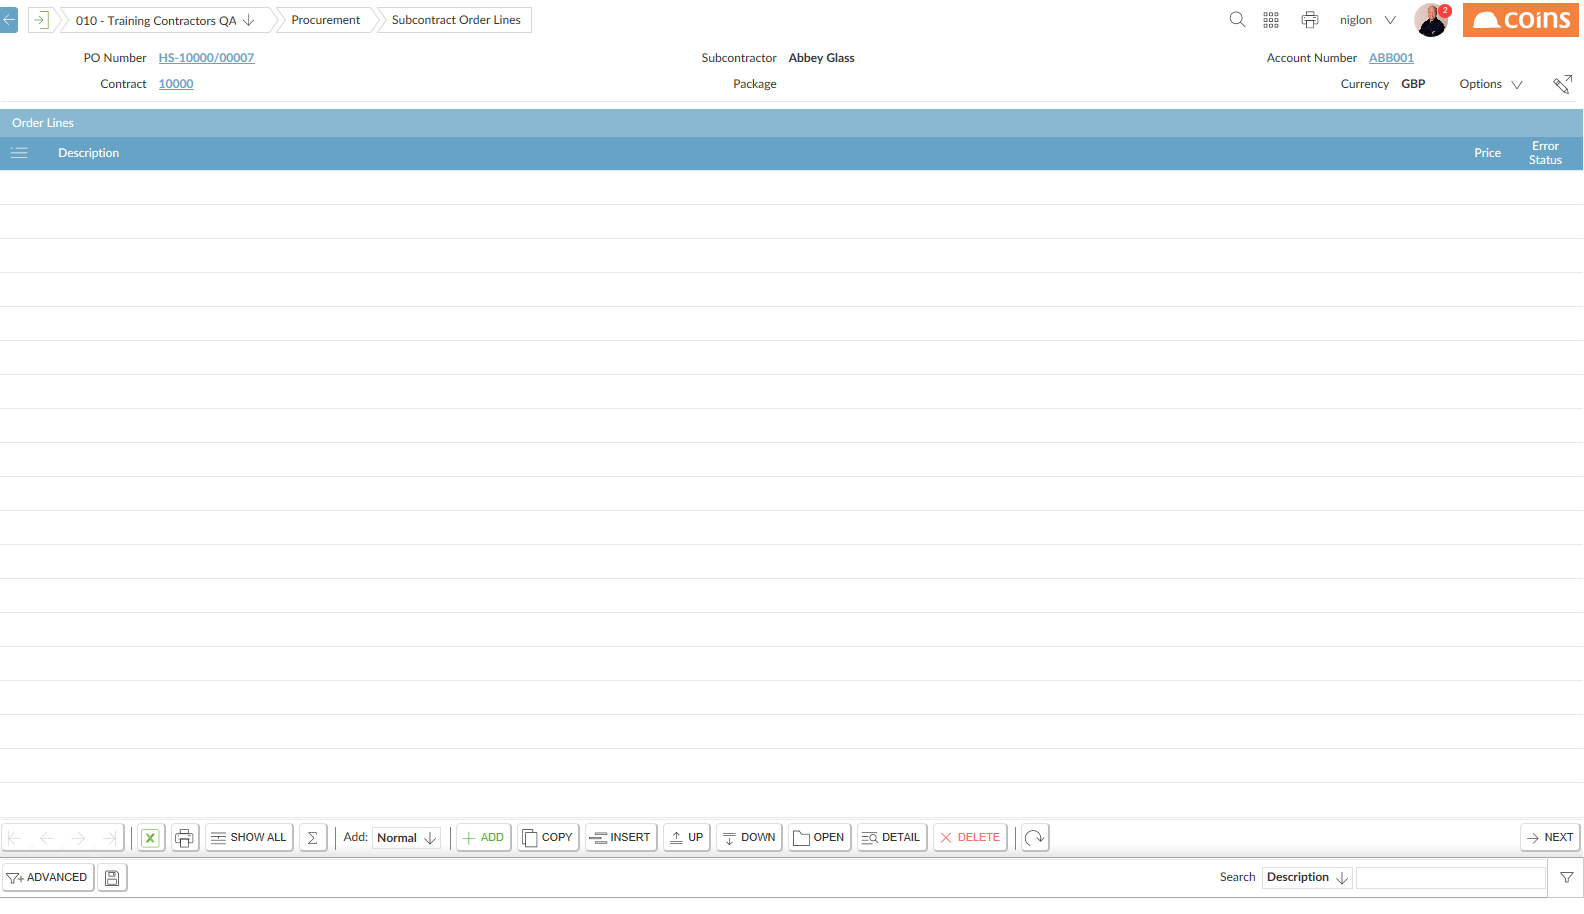 010 - Training Contractors QA Procurement Subcontract Order Lines niglon 2 coins
PO Number HS-10000/00007 Subcontractor Abbey Glass Account Number ABB001
Contract 10000 Package Currency GBP Options
Order Lines
Description Price Error Status
X SHOW ALL Σ Add: Normal + ADD COPY INSERT UP DOWN OPEN DETAIL DELETE NEXT
ADVANCED Search Description